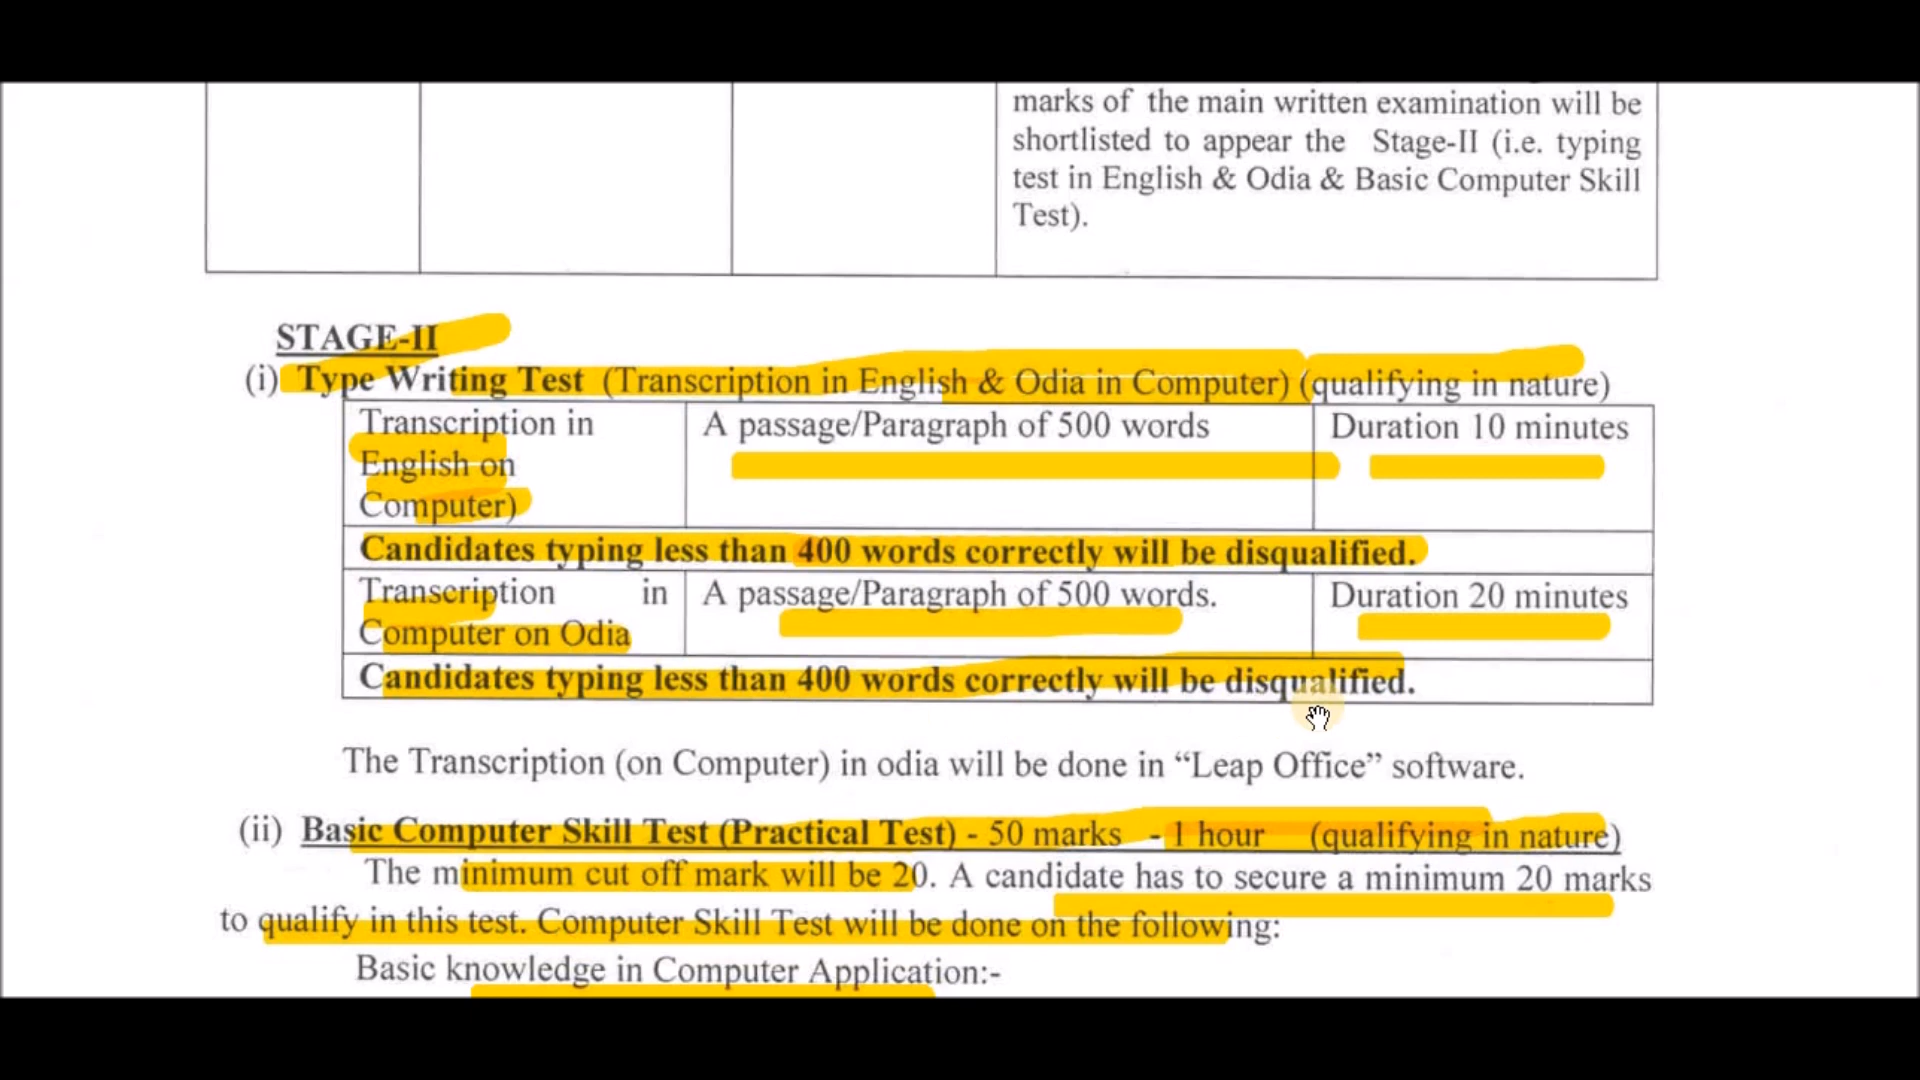 marks of the main written examination will be
shortlisted to appear the Stage-II (i.e. typing
test in English & Odia & Basic Computer Skill
Test).
STAGE-II
(i) Type Writing Test (Transcription in English & Odia in Computer) (qualifying in nature)
Transcription in
English on
Computer)
A passage/Paragraph of 500 words
Duration 10 minutes
Candidates typing less than 400 words correctly will be disqualified.
Transcription in
Computer on Odia
A passage/Paragraph of 500 words.
Duration 20 minutes
Candidates typing less than 400 words correctly will be disqualified.
The Transcription (on Computer) in odia will be done in “Leap Office” software.
(ii) Basic Computer Skill Test (Practical Test) - 50 marks - 1 hour (qualifying in nature)
The minimum cut off mark will be 20. A candidate has to secure a minimum 20 marks
to qualify in this test. Computer Skill Test will be done on the following:
Basic knowledge in Computer Application:-